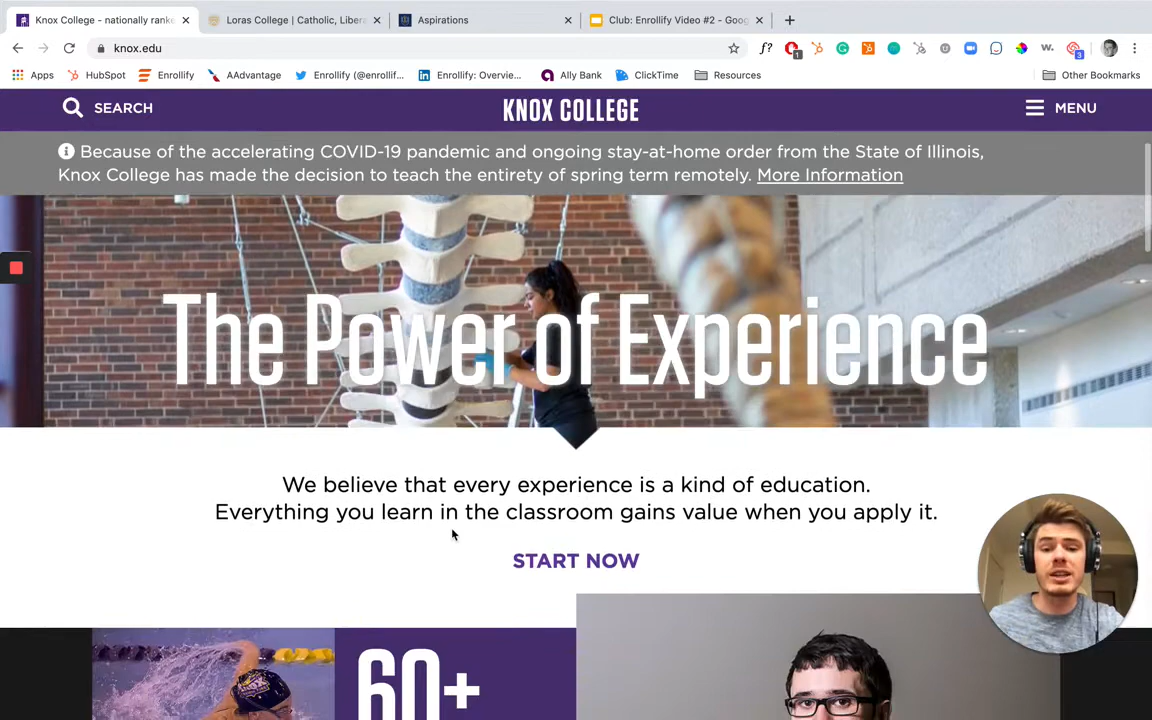 Knox College - nationally ranke
Loras College | Catholic, Libera
Aspirations
Club: Enrollify Video #2 - Goog
knox.edu
f?
1
W.
3
Apps
HubSpot
Enrollify
AAdvantage
Enrollify (@enrollif...
Enrollify: Overvie...
Ally Bank
ClickTime
Resources
Other Bookmarks
SEARCH
KNOX COLLEGE
MENU
Because of the accelerating COVID-19 pandemic and ongoing stay-at-home order from the State of Illinois,
Knox College has made the decision to teach the entirety of spring term remotely. More Information
The Power of Experience
We believe that every experience is a kind of education.
Everything you learn in the classroom gains value when you apply it.
START NOW
60+